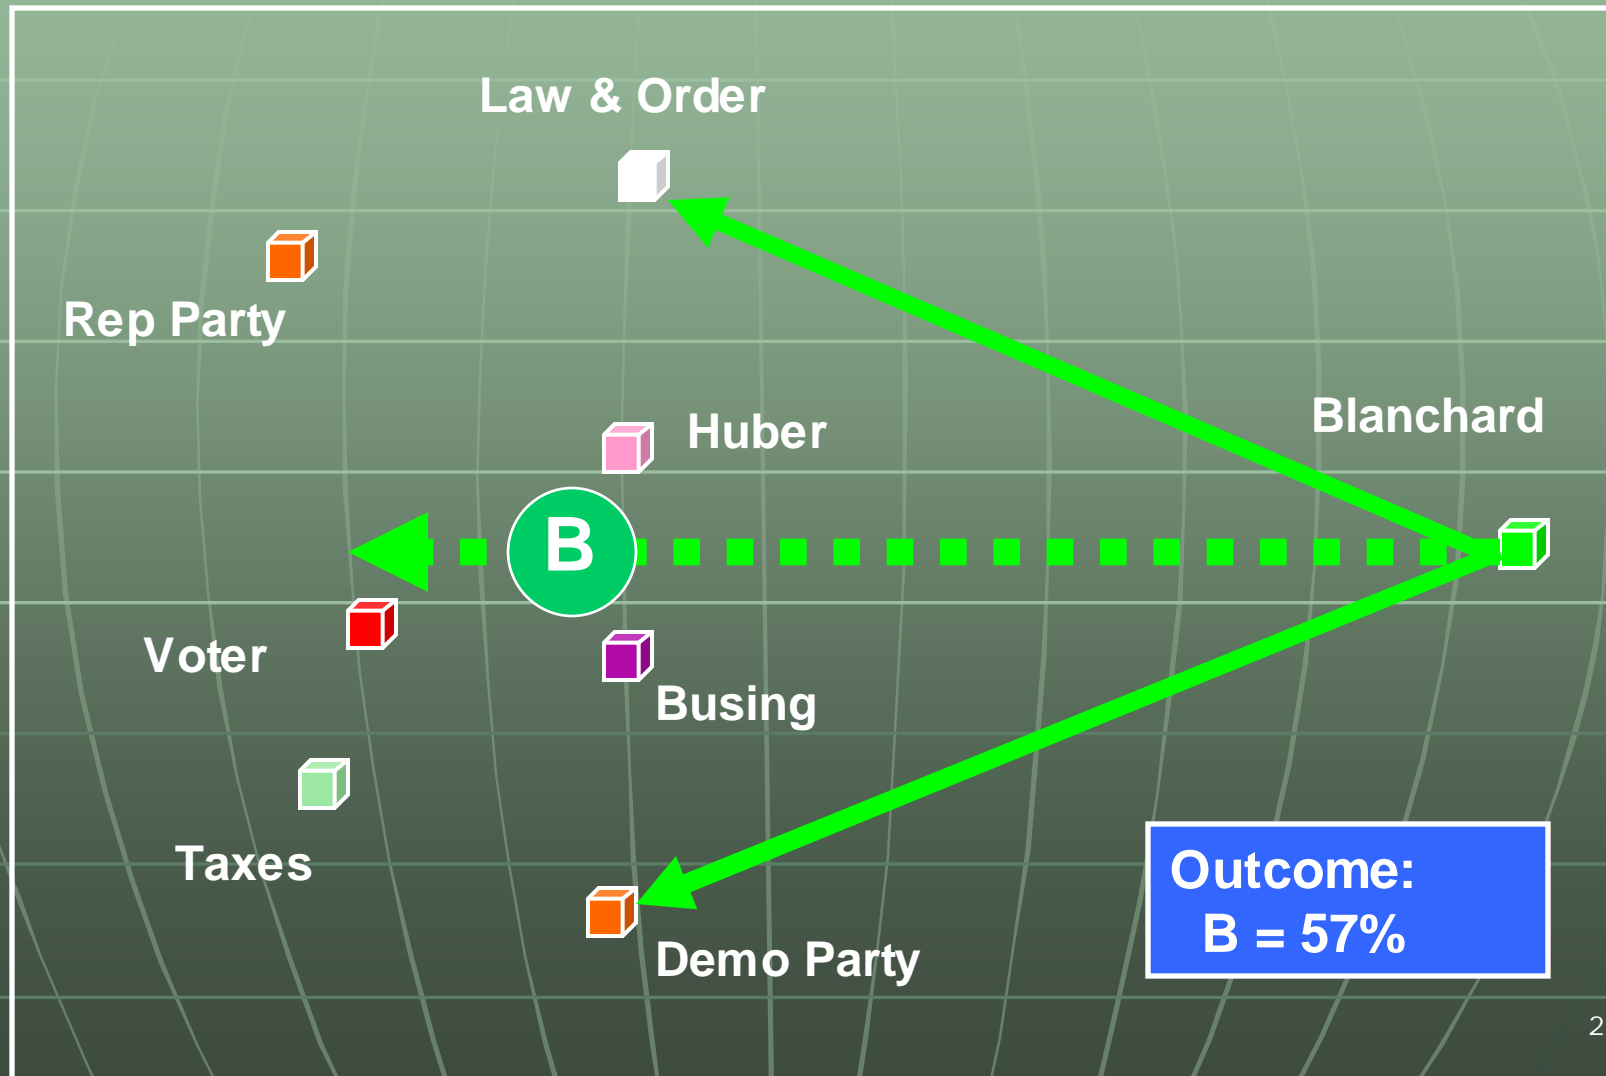 Law & Order
Rep Party
Huber
Blanchard
B
Voter
Busing
Taxes
Outcome:
B = 57%
Demo Party
2